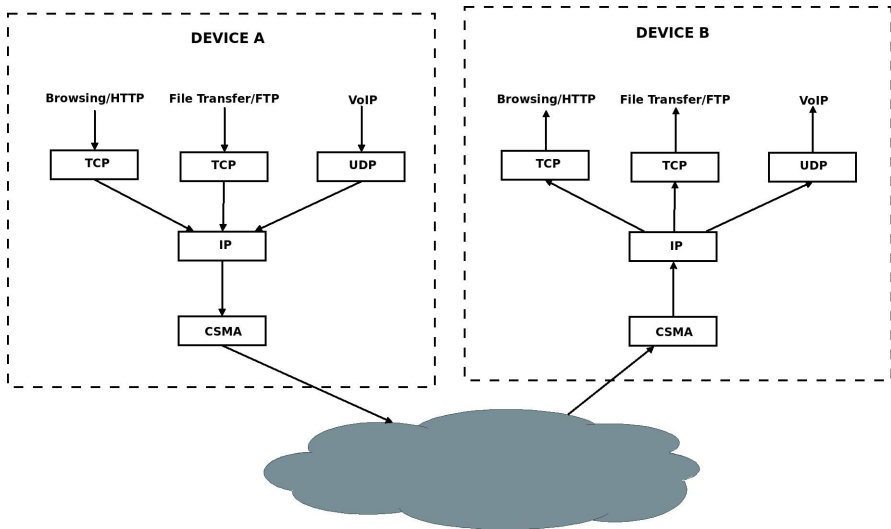 DEVICE A
Browsing/HTTP File Transfer/FTP VoIP
TCP TCP UDP
IP
CSMA
DEVICE B
Browsing/HTTP File Transfer/FTP VoIP
TCP TCP UDP
IP
CSMA